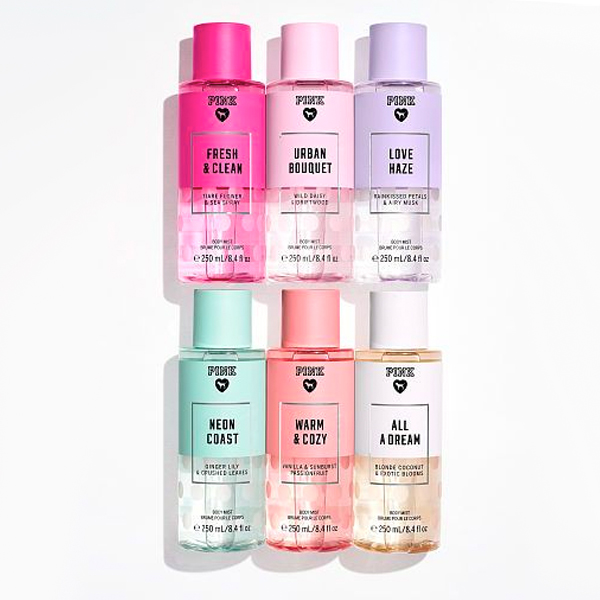 PINK
FRESH
& CLEAN
TIARE FLOWER
& SEA SPRAY
BODY MIST
BRUME POUR LE CORPS
℮ 250 mL/8.4 fl oz
PINK
URBAN
BOUQUET
WILD DAISY
& DRIFTWOOD
BODY MIST
BRUME POUR LE CORPS
℮ 250 mL/8.4 fl oz
PINK
LOVE
HAZE
RAINKISSED PETALS
& AIRY MUSK
BODY MIST
BRUME POUR LE CORPS
℮ 250 mL/8.4 fl oz
PINK
NEON
COAST
GINGER LILY
& CRUSHED LEAVES
BODY MIST
BRUME POUR LE CORPS
℮ 250 mL/8.4 fl oz
PINK
WARM
& COZY
VANILLA & SUNBURST
PASSIONFRUIT
BODY MIST
BRUME POUR LE CORPS
℮ 250 mL/8.4 fl oz
PINK
ALL
A DREAM
BLONDE COCONUT
& EXOTIC BLOOMS
BODY MIST
BRUME POUR LE CORPS
℮ 250 mL/8.4 fl oz